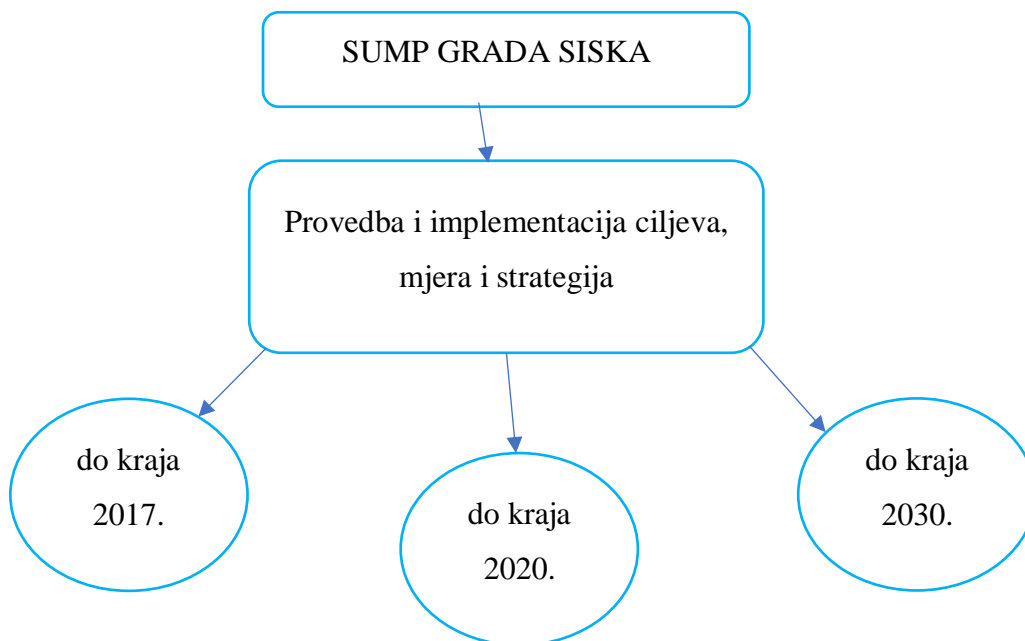 SUMP GRADA SISKA
Provedba i implementacija ciljeva,
mjera i strategija
do kraja
2017.
do kraja
2020.
do kraja
2030.